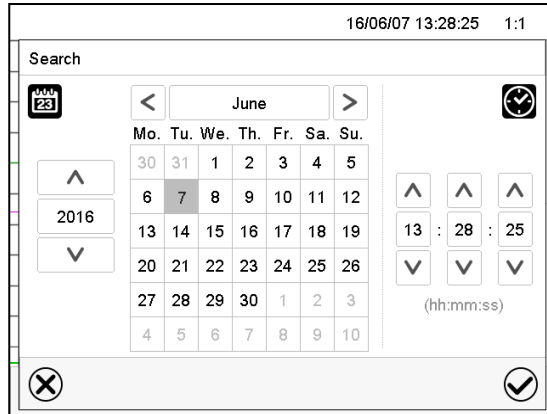 16/06/07 13:28:25 1:1
Search
23
< June >
Mo. Tu. We. Th. Fr. Sa. Su.
30 31 1 2 3 4 5
6 7 8 9 10 11 12
2016
13 14 15 16 17 18 19
13 : 28 : 25
20 21 22 23 24 25 26
27 28 29 30 1 2 3
(hh:mm:ss)
4 5 6 7 8 9 10